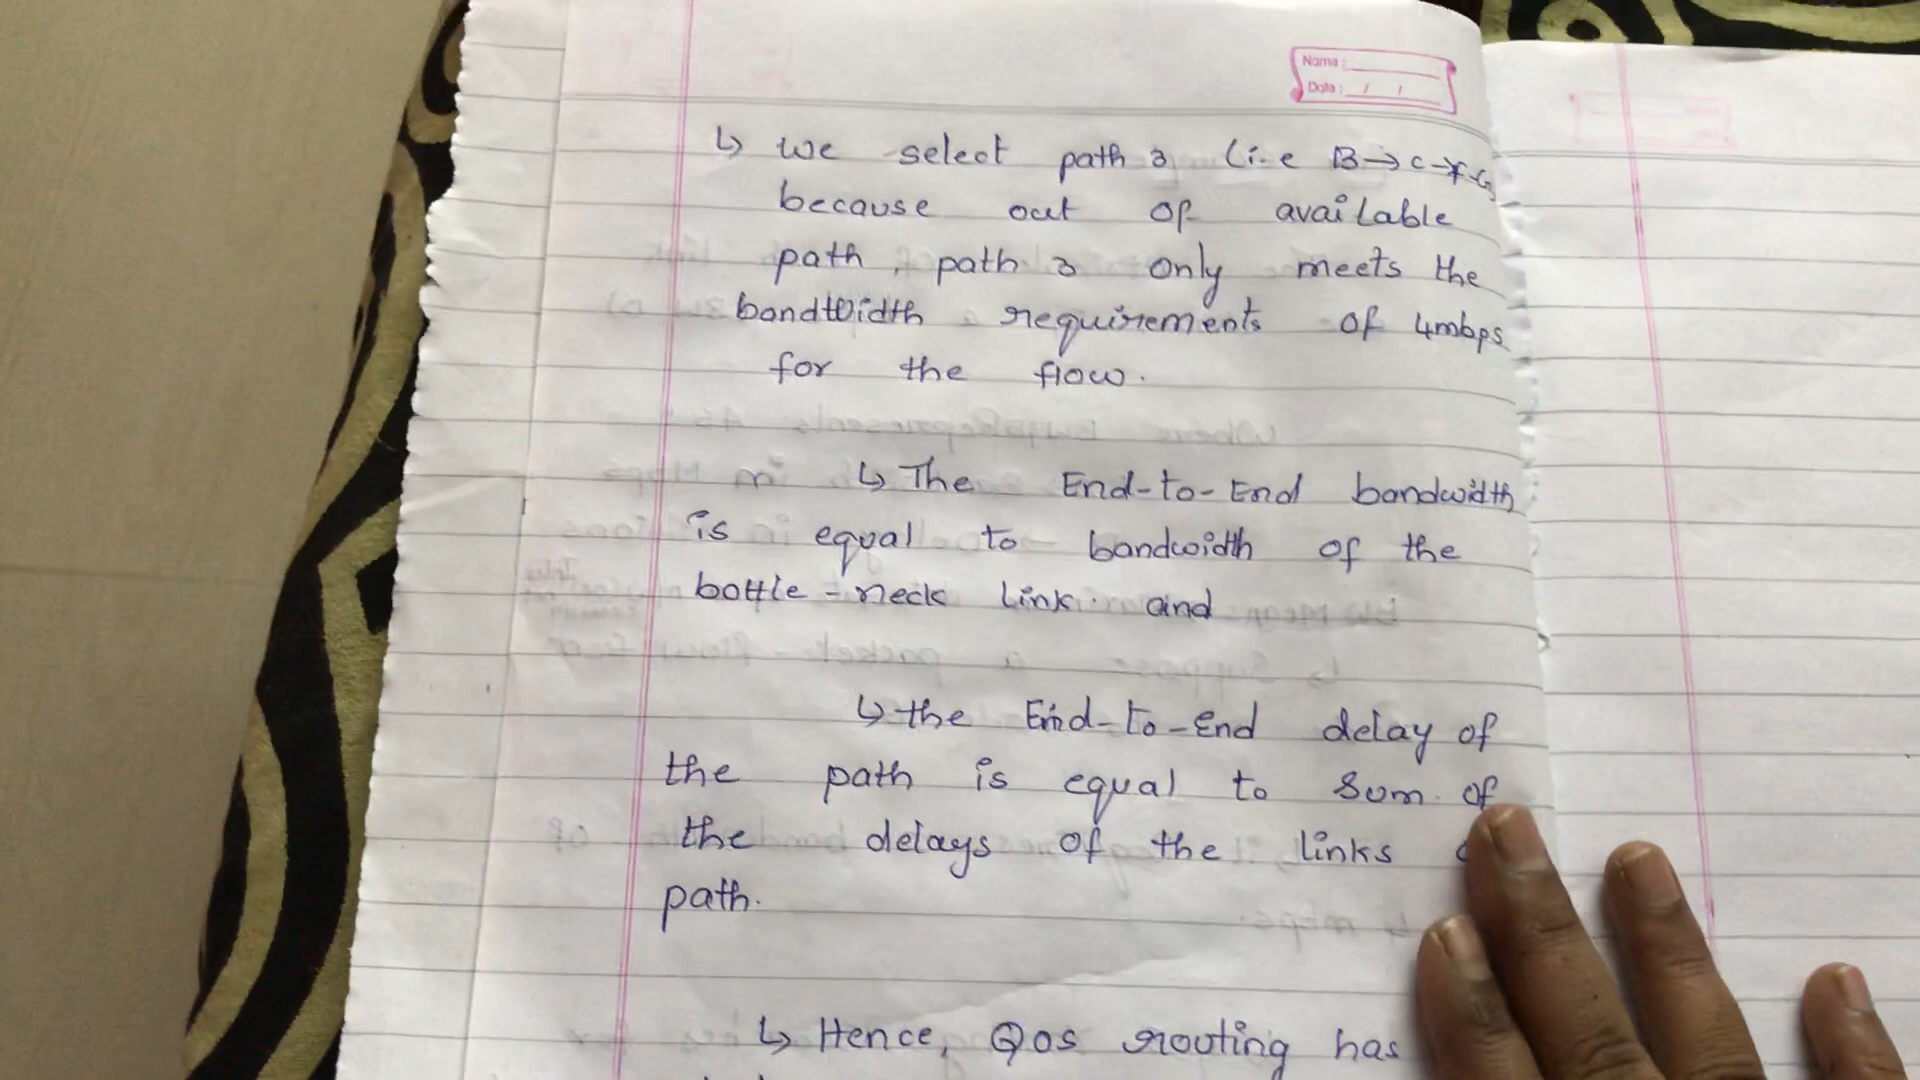 Name :
Date : / /
↳ we select path 3 (i.e B→C→F-G
because out of available
path, path 3 only meets the
bandwidth requirements of 4mbps
for the flow.
↳ The End-to-End bandwidth
is equal to bandwidth of the
bottle-neck link. and
↳ the End-to-End delay of
the path is equal to Sum of
the delays of the links
path.
↳ Hence, Qos routing has